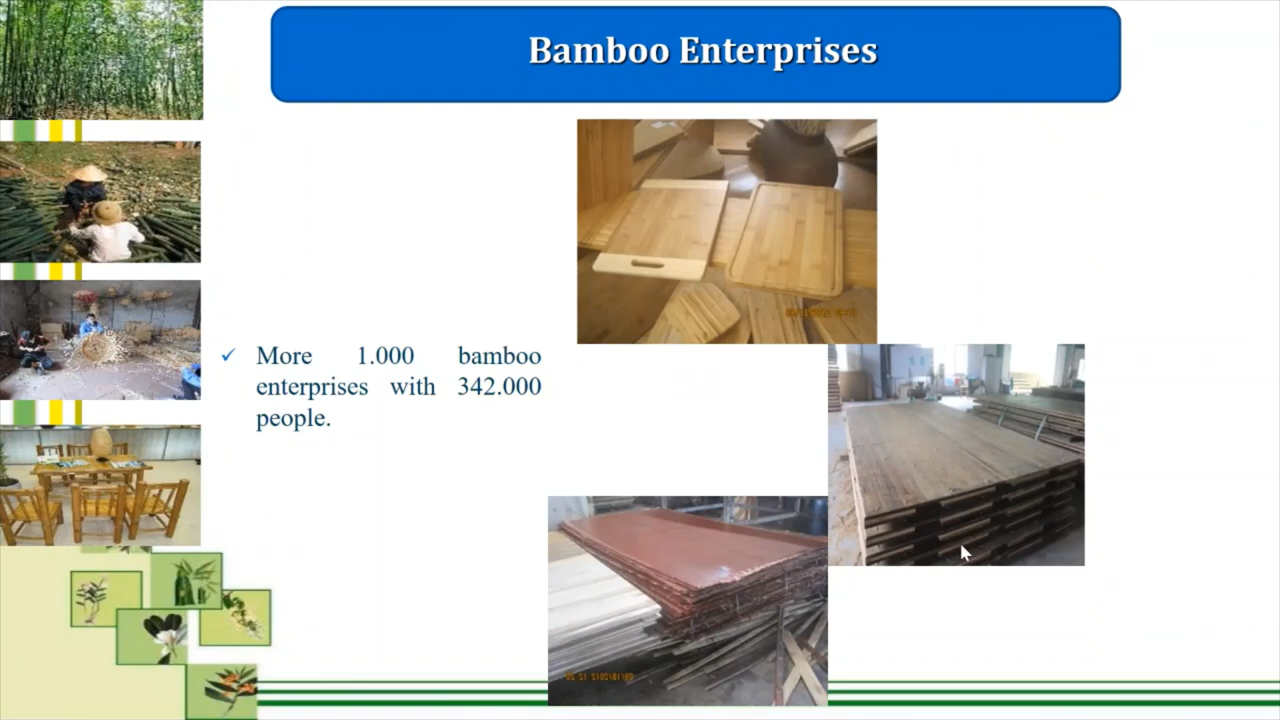 Bamboo Enterprises
✓ More 1.000 bamboo
enterprises with 342.000
people.